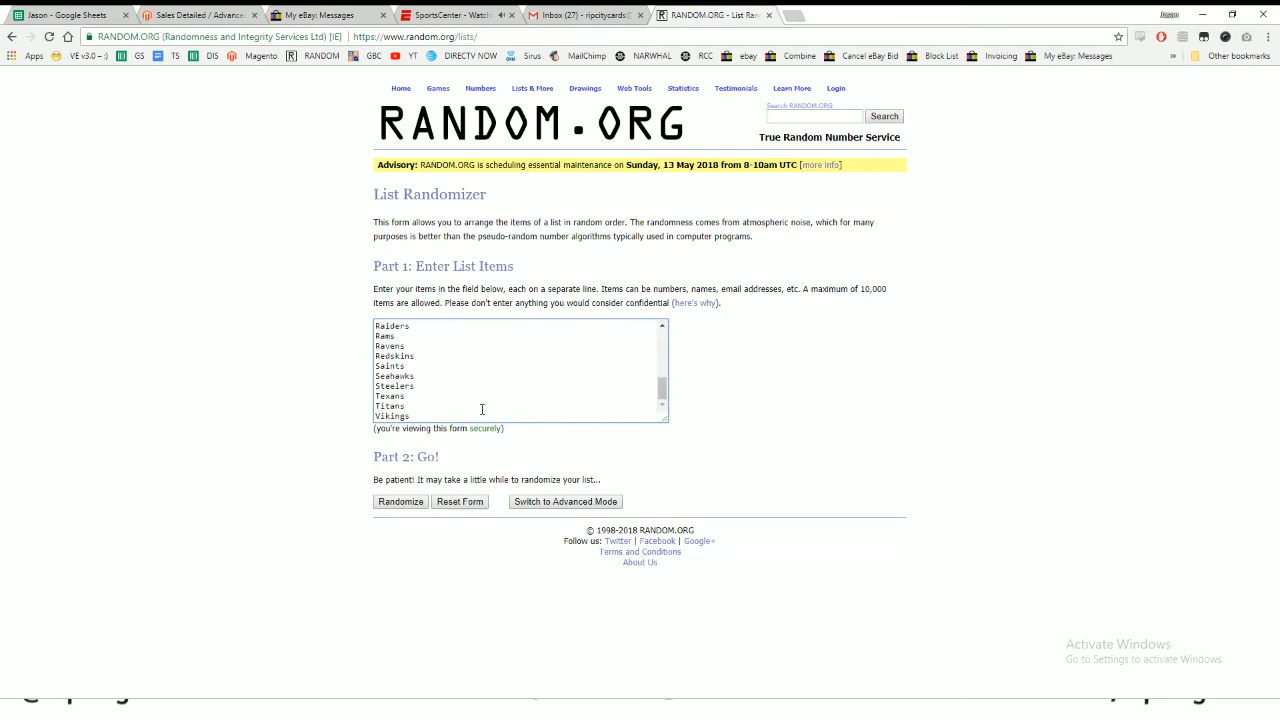 Jason - Google Sheets
Sales Detailed / Advance
My eBay: Messages
SportsCenter - Watch
Inbox (27) - ripcitycards@
RANDOM.ORG - List Ran
Jason
RANDOM.ORG (Randomness and Integrity Services Ltd) [IE]
https://www.random.org/lists/
Apps
VE v3.0 – :)
GS
TS
DIS
Magento
RANDOM
GBC
YT
DIRECTV NOW
Sirus
MailChimp
NARWHAL
RCC
ebay
Combine
Cancel eBay Bid
Block List
Invoicing
My eBay: Messages
»
Other bookmarks
Home
Games
Numbers
Lists & More
Drawings
Web Tools
Statistics
Testimonials
Learn More
Login
RANDOM.ORG
Search RANDOM.ORG
Search
True Random Number Service
Advisory: RANDOM.ORG is scheduling essential maintenance on Sunday, 13 May 2018 from 8-10am UTC [more info]
List Randomizer
This form allows you to arrange the items of a list in random order. The randomness comes from atmospheric noise, which for many
purposes is better than the pseudo-random number algorithms typically used in computer programs.
Part 1: Enter List Items
Enter your items in the field below, each on a separate line. Items can be numbers, names, email addresses, etc. A maximum of 10,000
items are allowed. Please don't enter anything you would consider confidential (here's why).
Raiders
Rams
Ravens
Redskins
Saints
Seahawks
Steelers
Texans
Titans
Vikings
(you're viewing this form securely)
Part 2: Go!
Be patient! It may take a little while to randomize your list...
Randomize
Reset Form
Switch to Advanced Mode
© 1998-2018 RANDOM.ORG
Follow us: Twitter | Facebook | Google+
Terms and Conditions
About Us
Activate Windows
Go to Settings to activate Windows.